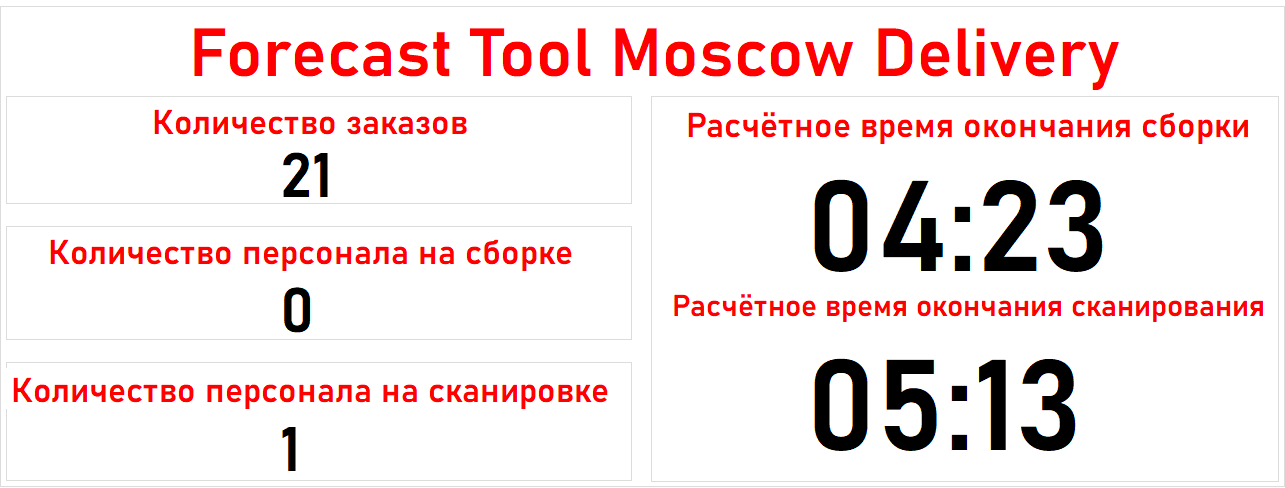 Forecast Tool Moscow Delivery
Количество заказов
21
Количество персонала на сборке
0
Количество персонала на сканировке
1
Расчётное время окончания сборки
04:23
Расчётное время окончания сканирования
05:13